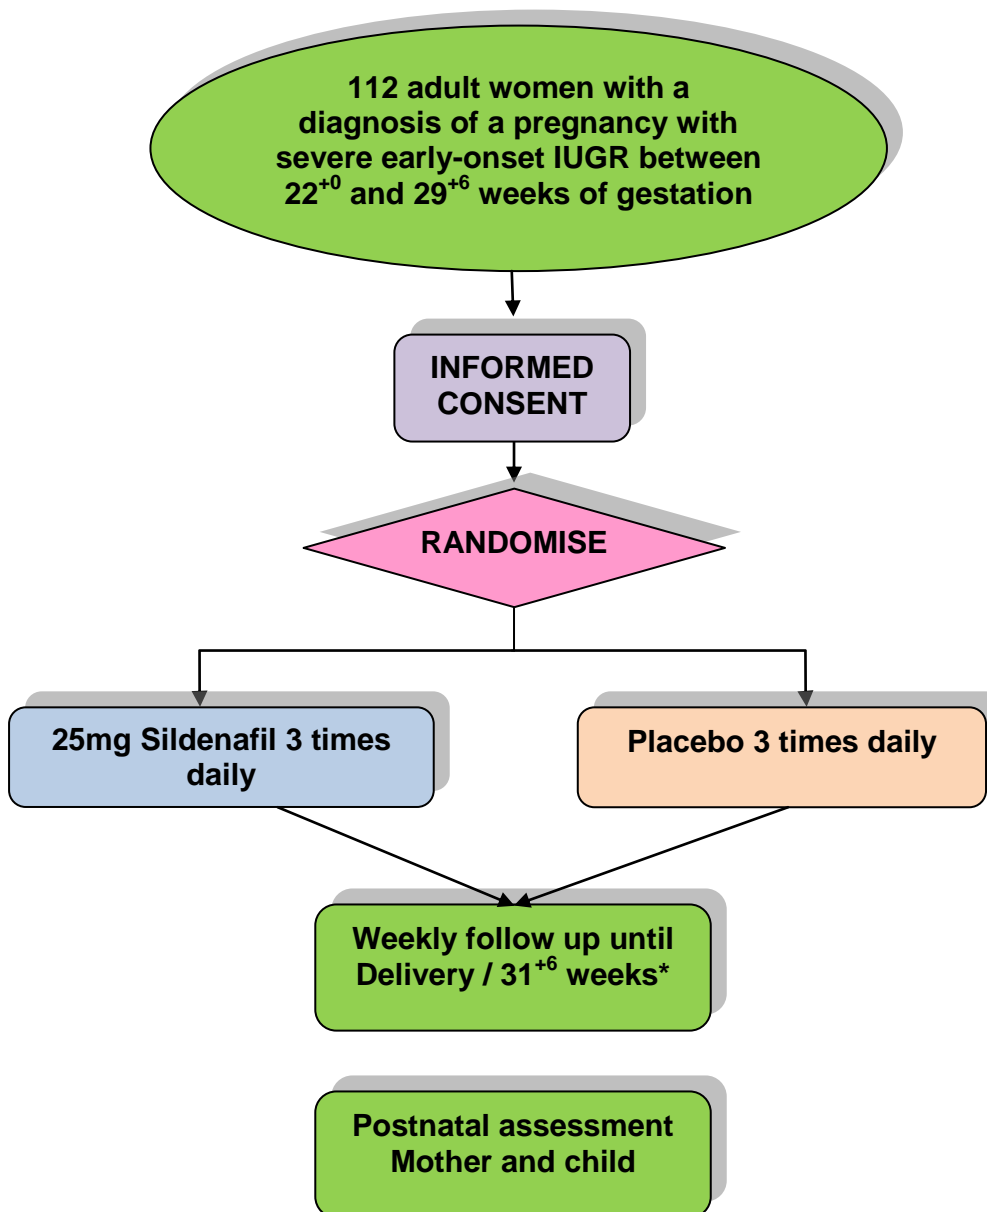 112 adult women with a
diagnosis of a pregnancy with
severe early-onset IUGR between
22⁺⁰ and 29⁺⁶ weeks of gestation
INFORMED
CONSENT
RANDOMISE
25mg Sildenafil 3 times
daily
Placebo 3 times daily
Weekly follow up until
Delivery / 31⁺⁶ weeks*
Postnatal assessment
Mother and child